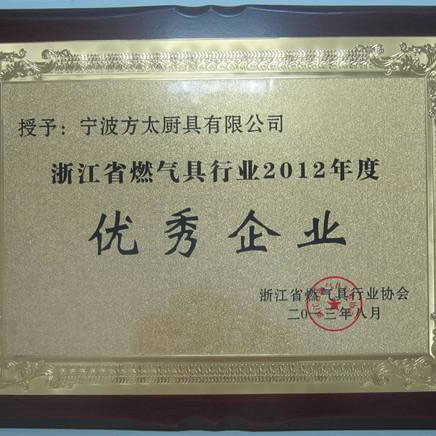 授予：宁波方太厨具有限公司
浙江省燃气具行业2012年度
优秀企业
浙江省燃气具行业协会
二〇一三年八月